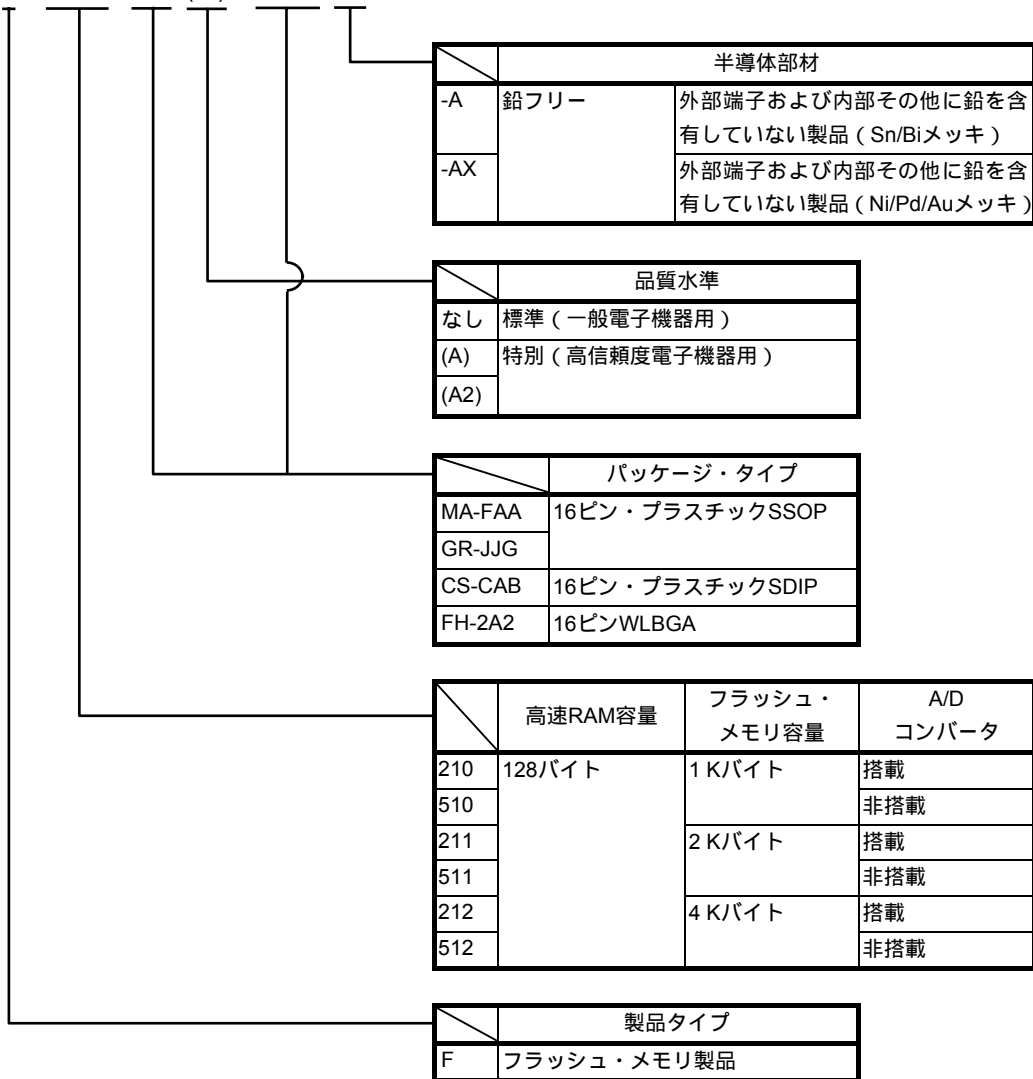 半導体部材
-A 鉛フリー 外部端子および内部その他に鉛を含
有していない製品（Sn/Biメッキ）
-AX 外部端子および内部その他に鉛を含
有していない製品（Ni/Pd/Auメッキ）
品質水準
なし 標準（一般電子機器用）
(A) 特別（高信頼度電子機器用）
(A2)
パッケージ・タイプ
MA-FAA 16ピン・プラスチックSSOP
GR-JJG
CS-CAB 16ピン・プラスチックSDIP
FH-2A2 16ピンWLBGA
高速RAM容量 フラッシュ・ A/D
メモリ容量 コンバータ
210 128バイト 1 Kバイト 搭載
510 非搭載
211 2 Kバイト 搭載
511 非搭載
212 4 Kバイト 搭載
512 非搭載
製品タイプ
F フラッシュ・メモリ製品